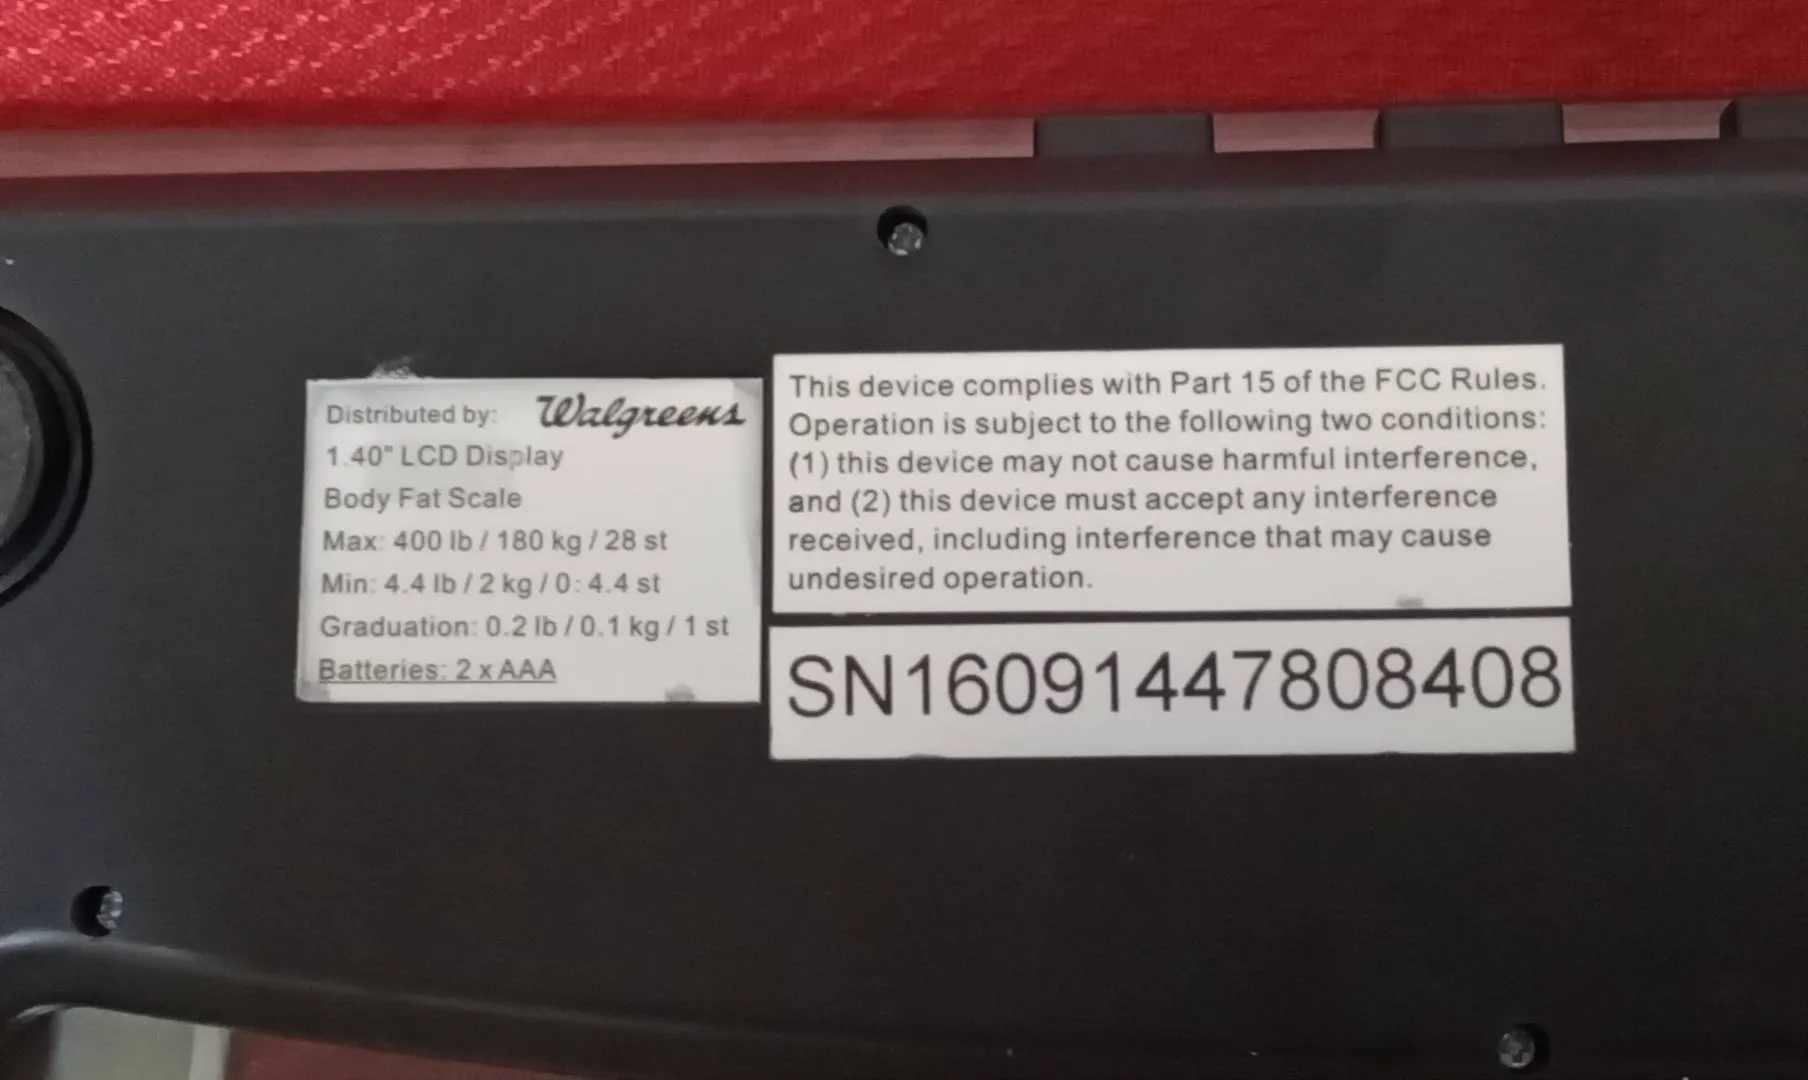 Distributed by: Walgreens
1.40" LCD Display
Body Fat Scale
Max: 400 lb / 180 kg / 28 st
Min: 4.4 lb / 2 kg / 0: 4.4 st
Graduation: 0.2 lb / 0.1 kg / 1 st
Batteries: 2 x AAA
This device complies with Part 15 of the FCC Rules.
Operation is subject to the following two conditions:
(1) this device may not cause harmful interference,
and (2) this device must accept any interference
received, including interference that may cause
undesired operation.
SN16091447808408